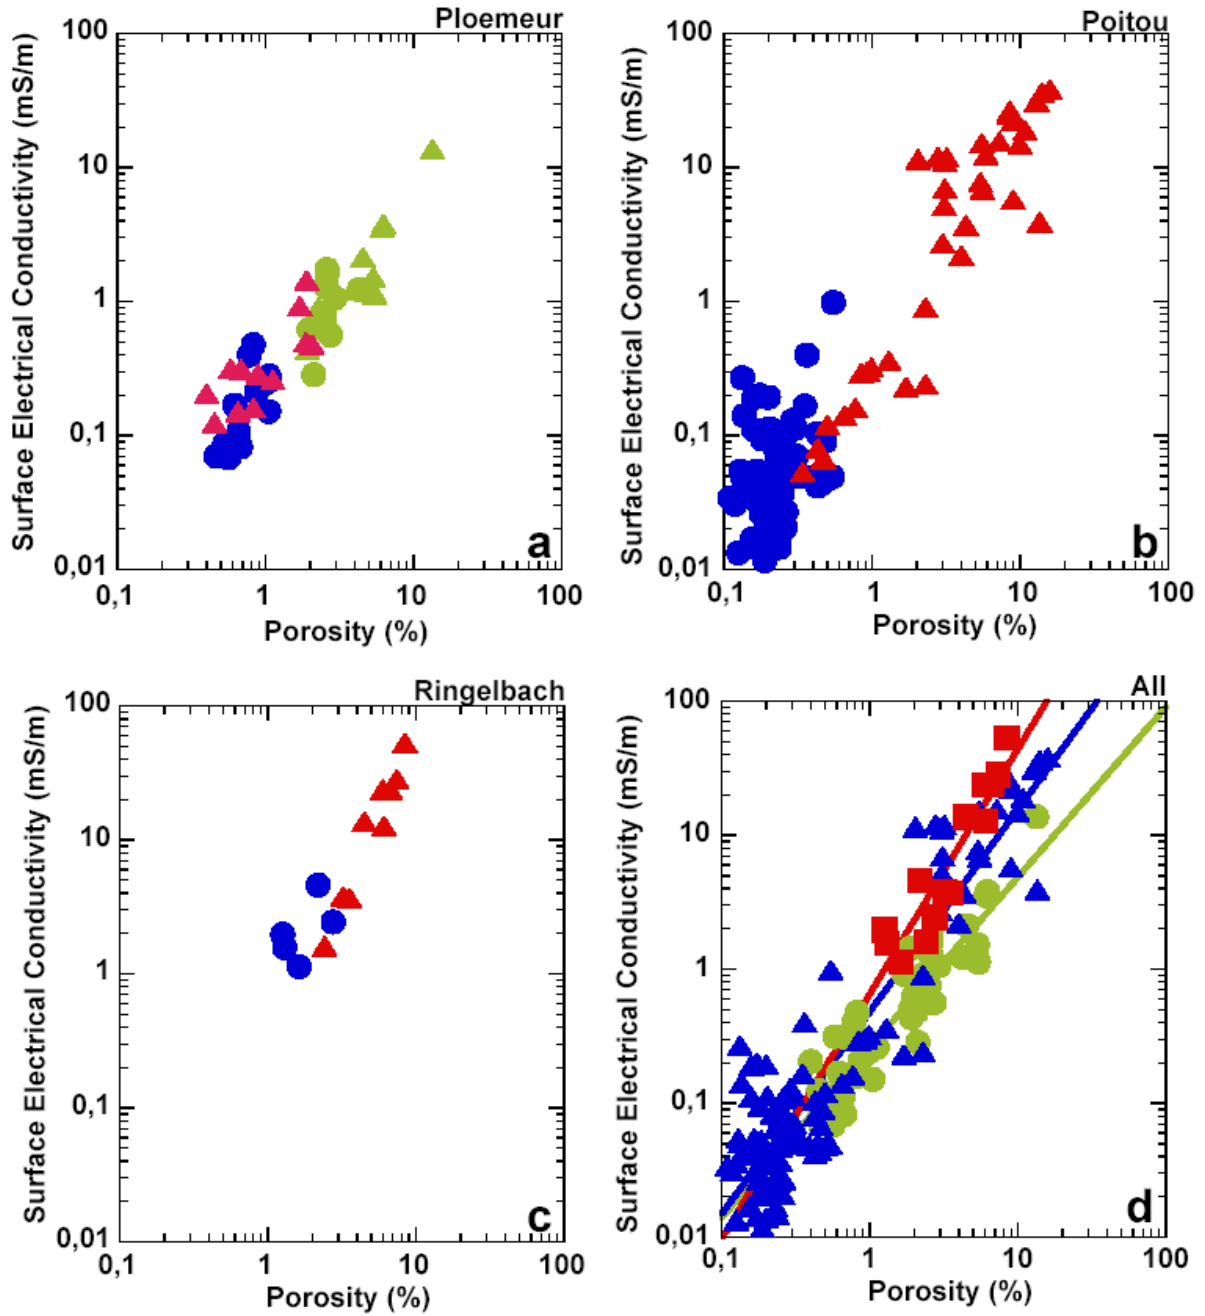 Ploemeur
Surface Electrical Conductivity (mS/m)
100
10
1
0,1
0,01
a
0,1 1 10 100
Porosity (%)
Poitou
Surface Electrical Conductivity (mS/m)
100
10
1
0,1
0,01
b
0,1 1 10 100
Porosity (%)
Ringelbach
Surface Electrical Conductivity (mS/m)
100
10
1
0,1
0,01
c
0,1 1 10 100
Porosity (%)
All
Surface Electrical Conductivity (mS/m)
100
10
1
0,1
0,01
d
0,1 1 10 100
Porosity (%)